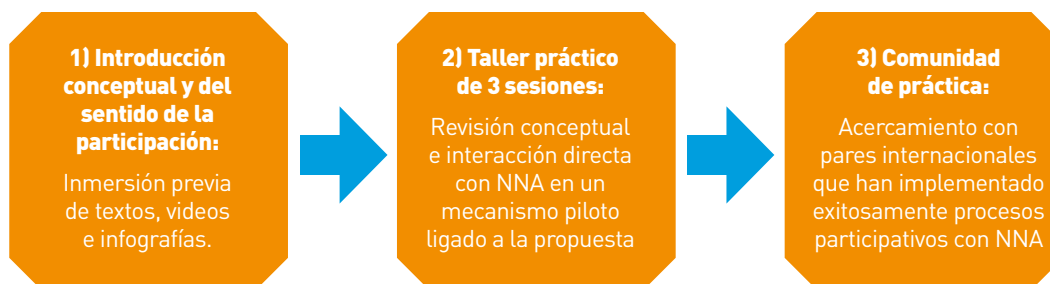 1) Introducción
conceptual y del
sentido de la
participación:
Inmersión previa
de textos, videos
e infografías.
2) Taller práctico
de 3 sesiones:
Revisión conceptual
e interacción directa
con NNA en un
mecanismo piloto
ligado a la propuesta
3) Comunidad
de práctica:
Acercamiento con
pares internacionales
que han implementado
exitosamente procesos
participativos con NNA